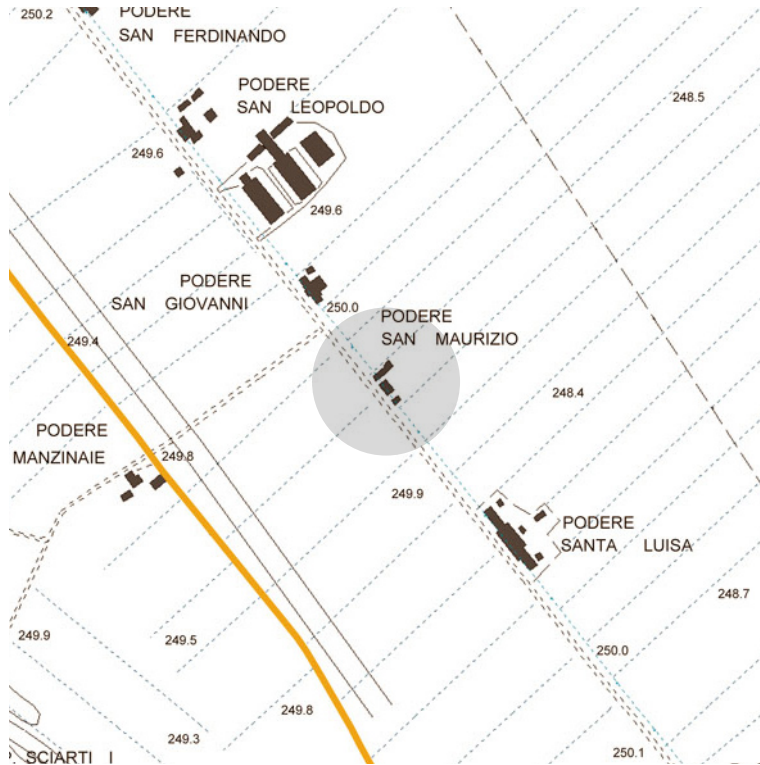 PODERE
250.2
SAN FERDINANDO
PODERE
SAN LEOPOLDO
248.5
249.6
249.6
PODERE
SAN GIOVANNI
250.0
PODERE
SAN MAURIZIO
249.4
248.4
PODERE
MANZINAIE
249.8
249.9
PODERE
SANTA LUISA
248.7
249.9
249.5
250.0
249.8
249.3
250.1
SCIARTI I